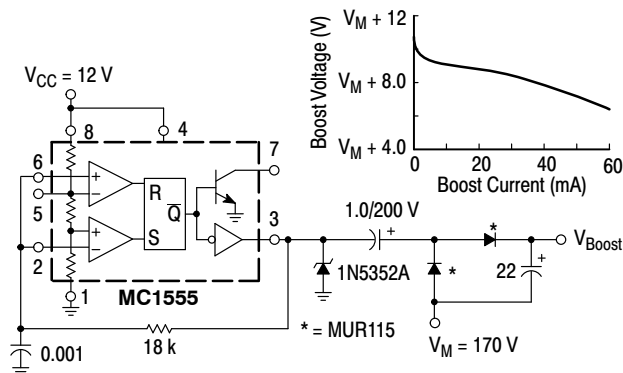 V_M + 12
V_M + 8.0
V_M + 4.0
Boost Voltage (V)
0 20 40 60
Boost Current (mA)
V_CC = 12 V
8
4
7
6
5
2
3
1
+
−
+
−
R
S
Q̅
MC1555
1.0/200 V
+
*
*
V_Boost
+
22
1N5352A
* = MUR115
V_M = 170 V
18 k
0.001